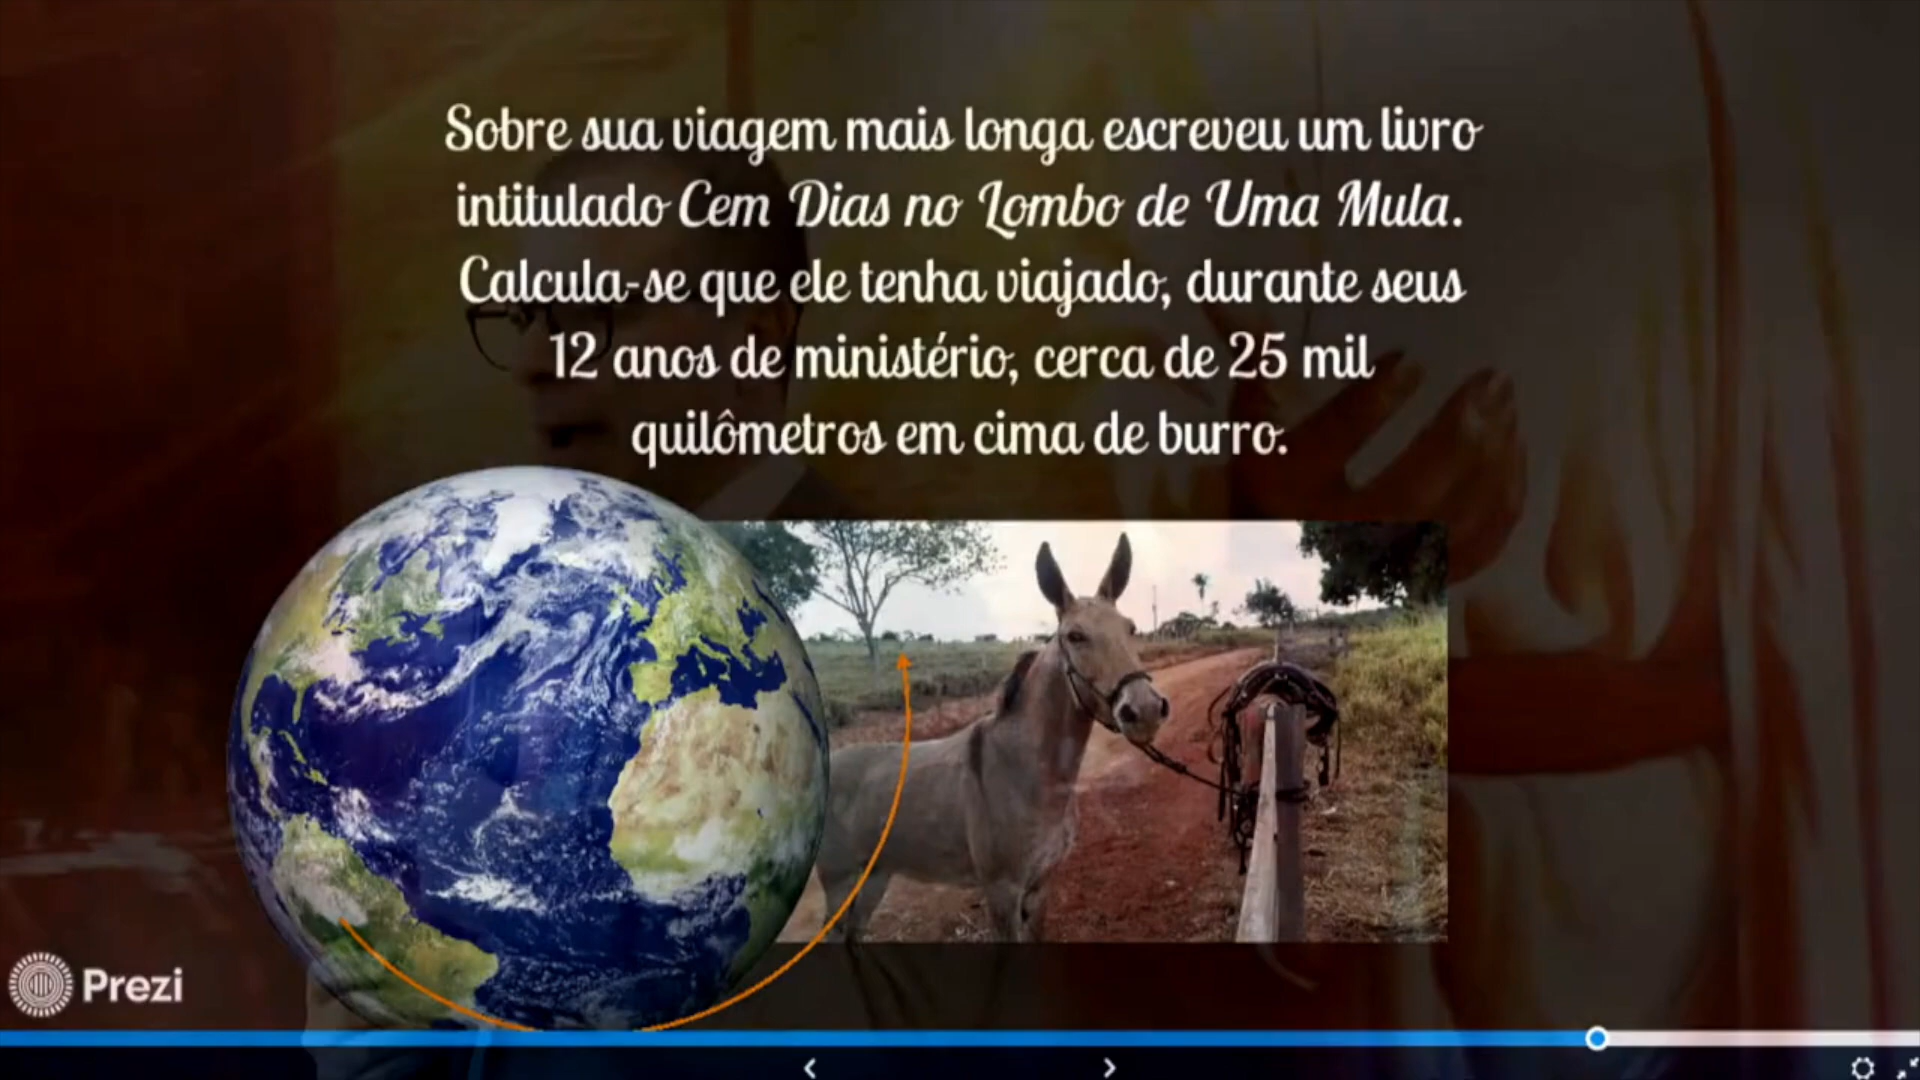 Sobre sua viagem mais longa escreveu um livro
intitulado Cem Dias no Lombo de Uma Mula.
Calcula-se que ele tenha viajado, durante seus
12 anos de ministério, cerca de 25 mil
quilômetros em cima de burro.
Prezi